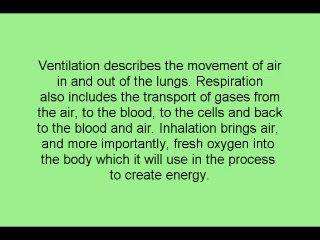 Ventilation describes the movement of air
in and out of the lungs. Respiration
also includes the transport of gases from
the air, to the blood, to the cells and back
to the blood and air. Inhalation brings air,
and more importantly, fresh oxygen into
the body which it will use in the process
to create energy.